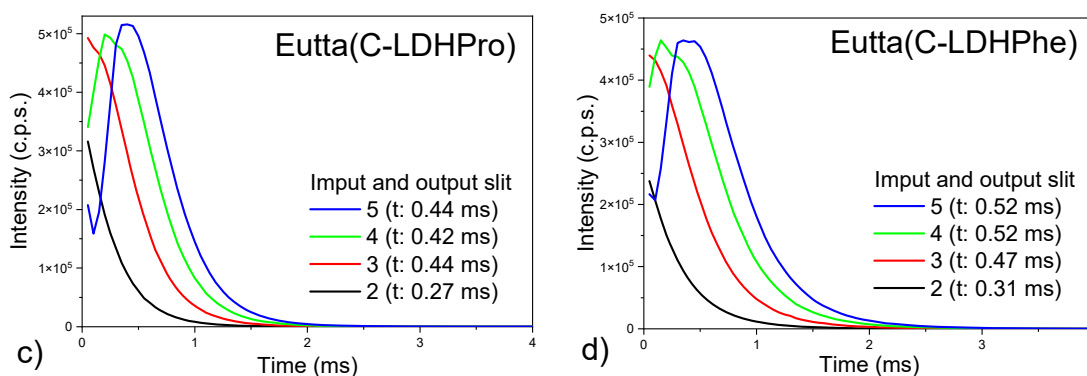 Eutta(C-LDHPro)
Intensity (c.p.s.)
5×10⁵
4×10⁵
3×10⁵
2×10⁵
1×10⁵
0
Imput and output slit
5 (t: 0.44 ms)
4 (t: 0.42 ms)
3 (t: 0.44 ms)
2 (t: 0.27 ms)
0 1 2 3 4
Time (ms)
c)
Eutta(C-LDHPhe)
Intensity (c.p.s.)
5×10⁵
4×10⁵
3×10⁵
2×10⁵
1×10⁵
0
Imput and output slit
5 (t: 0.52 ms)
4 (t: 0.52 ms)
3 (t: 0.47 ms)
2 (t: 0.31 ms)
0 1 2 3
Time (ms)
d)